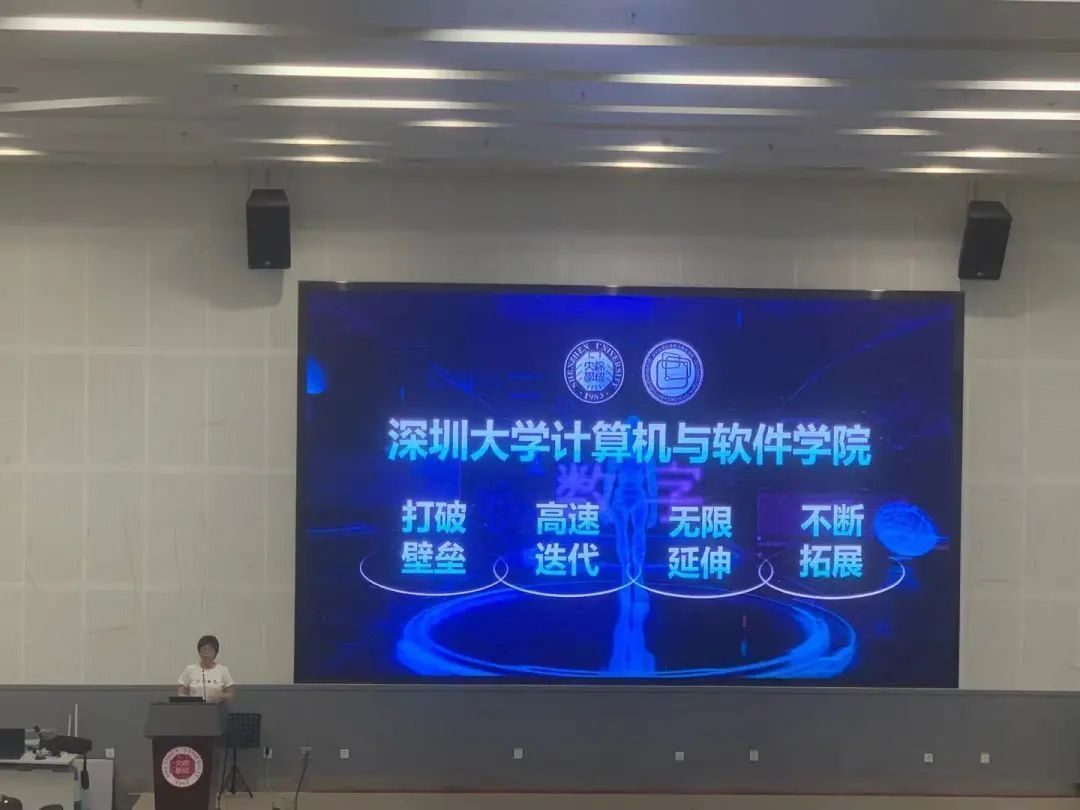 SHENZHEN UNIVERSITY
1983
深圳大学计算机与软件学院
数字
打破
壁垒
高速
迭代
无限
延伸
不断
拓展